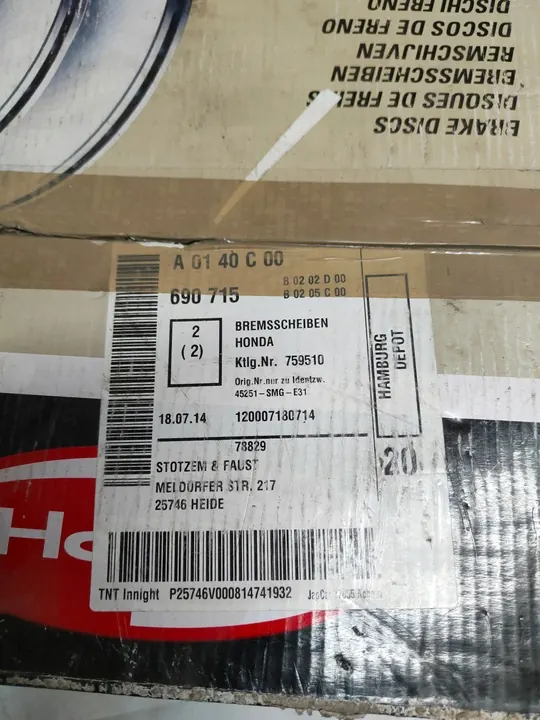 BRAKE DISCS
DISQUES DE FREINS
BREMSSCHEIBEN
REMSCHIJVEN
DISCOS DE FRENO
DISCHI FRENO
A 01 40 C 00
690 715
B 02 02 D 00
B 02 05 C 00
2
(2)
BREMSSCHEIBEN
HONDA
Ktlg.Nr. 759510
Orig.Nr.nur zu Identzw.
45251-SMG-E31
HAMBURG
DEPOT
18.07.14 120007180714
78829
20
STOTZEM & FAUST
MELDORFER STR. 217
25746 HEIDE
TNT Innight P25746V000814741932